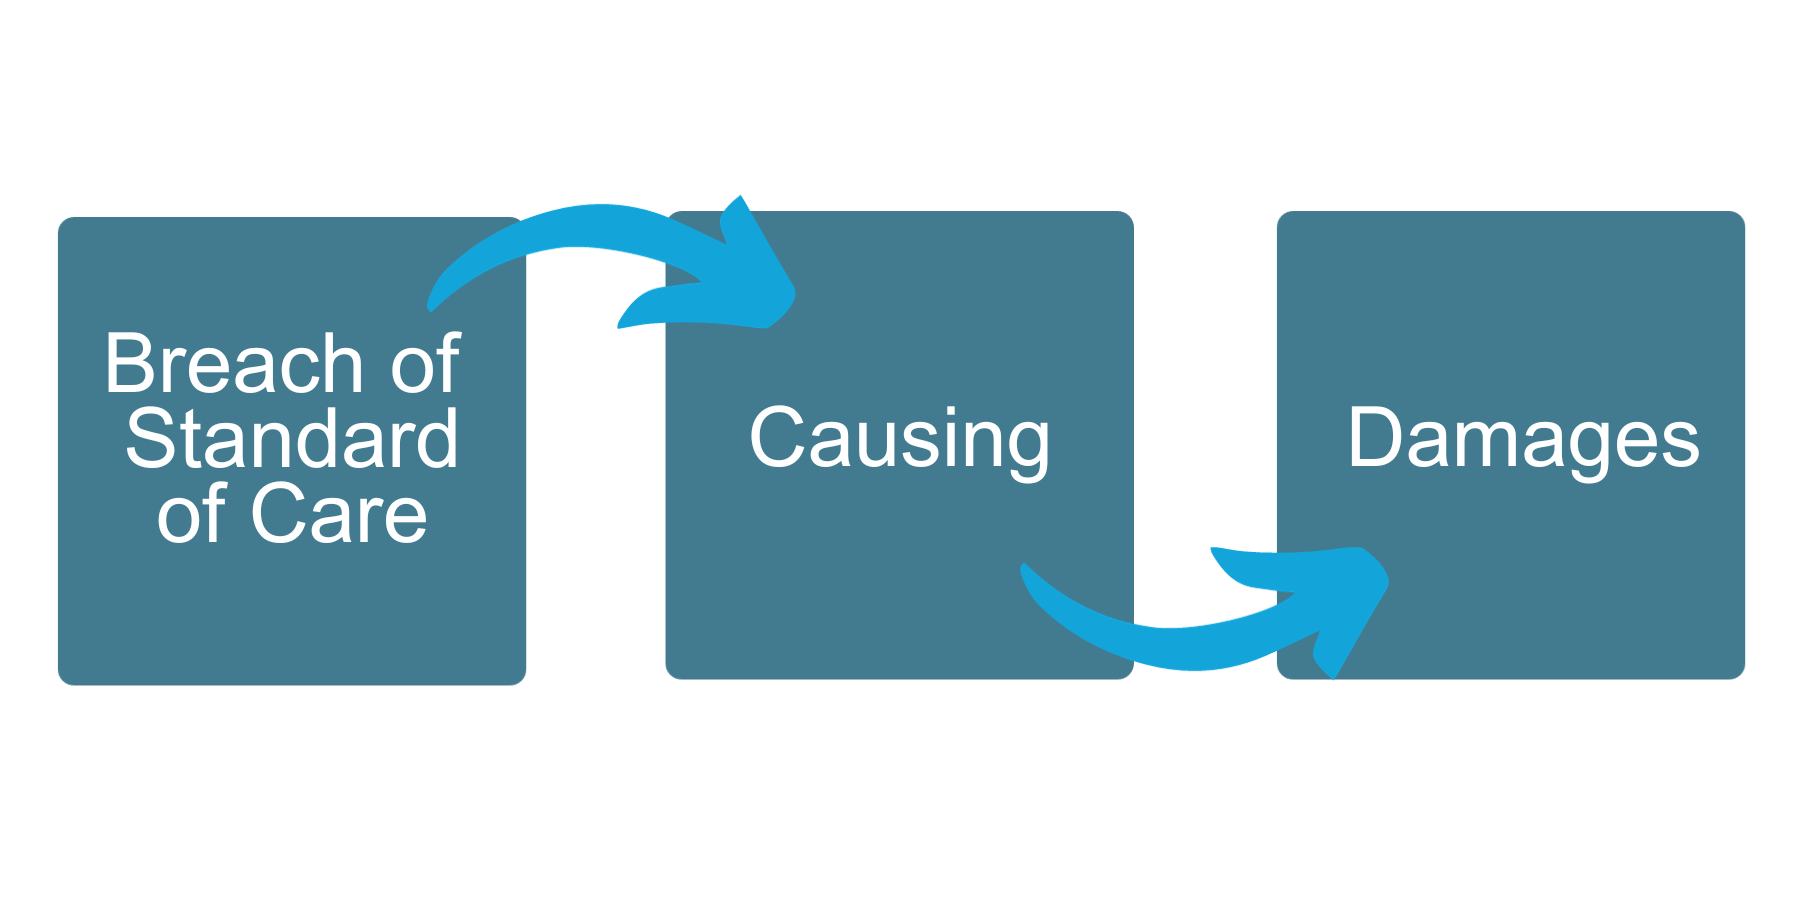 Breach of
Standard
of Care
Causing
Damages